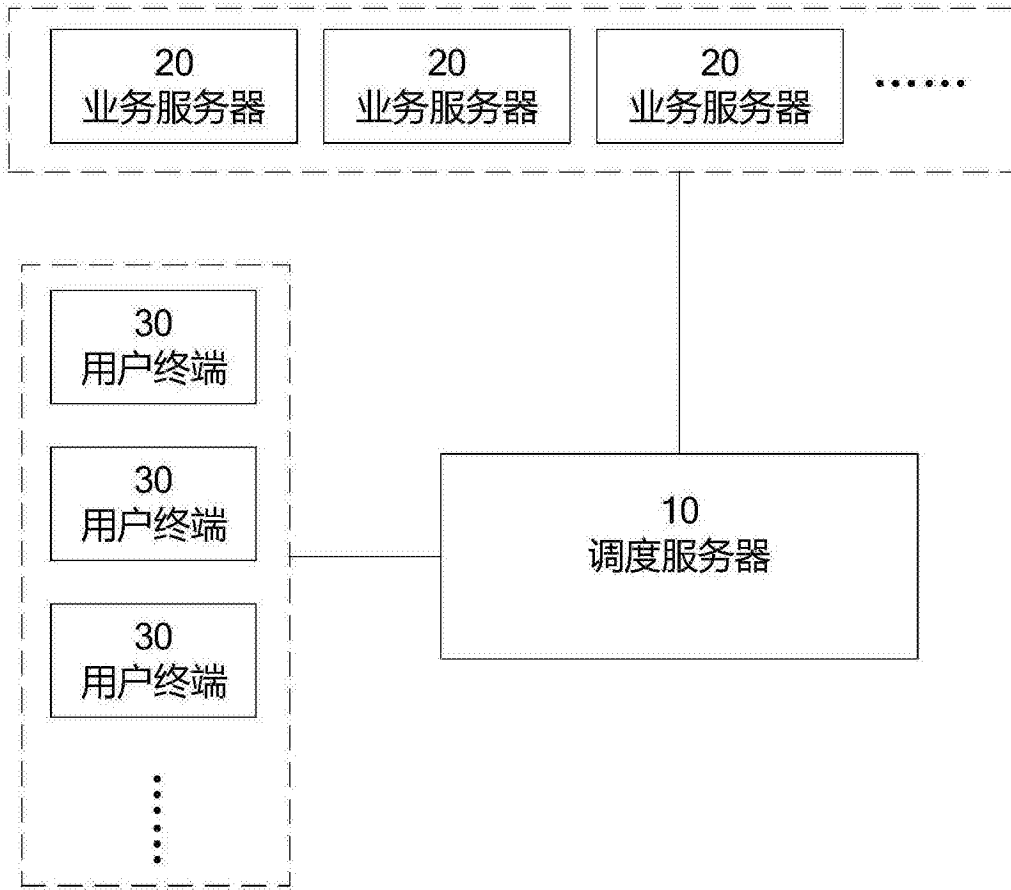 20
业务服务器
20
业务服务器
20
业务服务器
......
30
用户终端
30
用户终端
30
用户终端
......
10
调度服务器